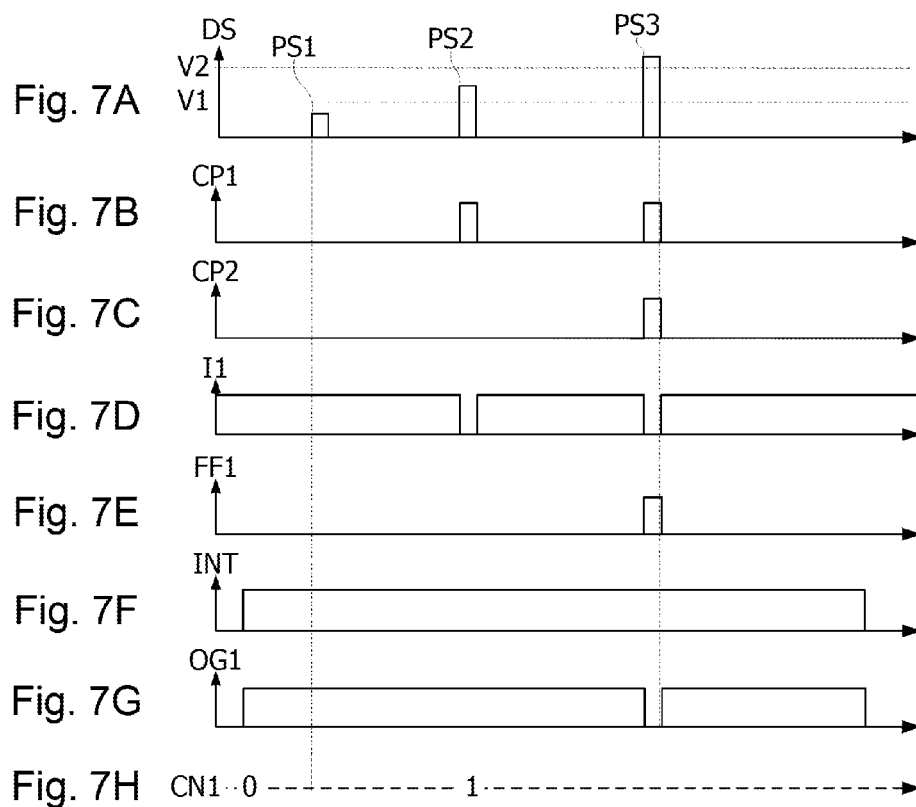 DS
PS1
PS2
PS3
V2
V1
Fig. 7A
CP1
Fig. 7B
CP2
Fig. 7C
I1
Fig. 7D
FF1
Fig. 7E
INT
Fig. 7F
OG1
Fig. 7G
Fig. 7H CN1 0 1